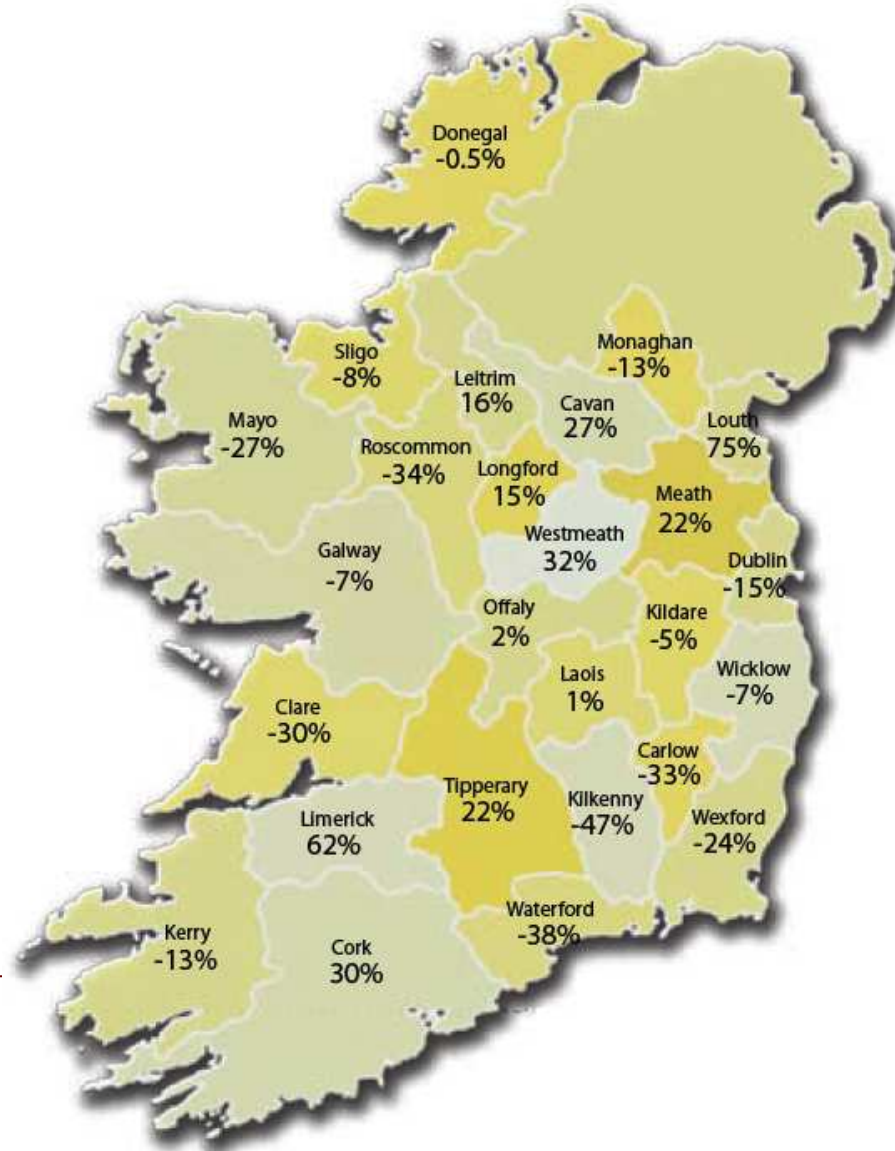 Donegal
-0.5%
Monaghan
-13%
Sligo
-8%
Leitrim
16%
Cavan
27%
Louth
75%
Mayo
-27%
Roscommon
-34%
Longford
15%
Meath
22%
Westmeath
32%
Galway
-7%
Dublin
-15%
Offaly
2%
Kildare
-5%
Laois
1%
Wicklow
-7%
Clare
-30%
Carlow
-33%
Tipperary
22%
Kilkenny
-47%
Limerick
62%
Wexford
-24%
Waterford
-38%
Kerry
-13%
Cork
30%